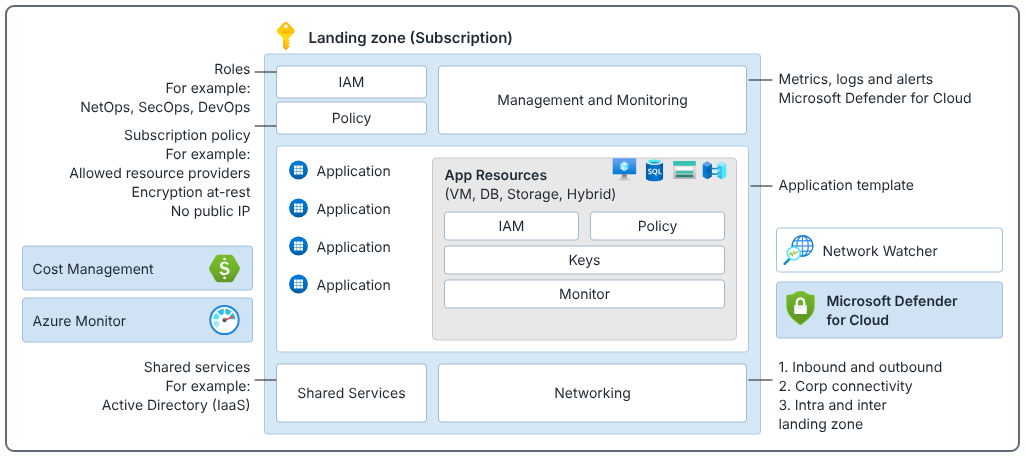 Landing zone (Subscription)
Roles
For example:
NetOps, SecOps, DevOps
Subscription policy
For example:
Allowed resource providers
Encryption at-rest
No public IP
Cost Management
$
Azure Monitor
Shared services
For example:
Active Directory (IaaS)
IAM
Policy
Management and Monitoring
Application
Application
Application
Application
App Resources
(VM, DB, Storage, Hybrid)
SQL
IAM
Policy
Keys
Monitor
Shared Services
Networking
Metrics, logs and alerts
Microsoft Defender for Cloud
Application template
Network Watcher
Microsoft Defender
for Cloud
1. Inbound and outbound
2. Corp connectivity
3. Intra and inter
landing zone